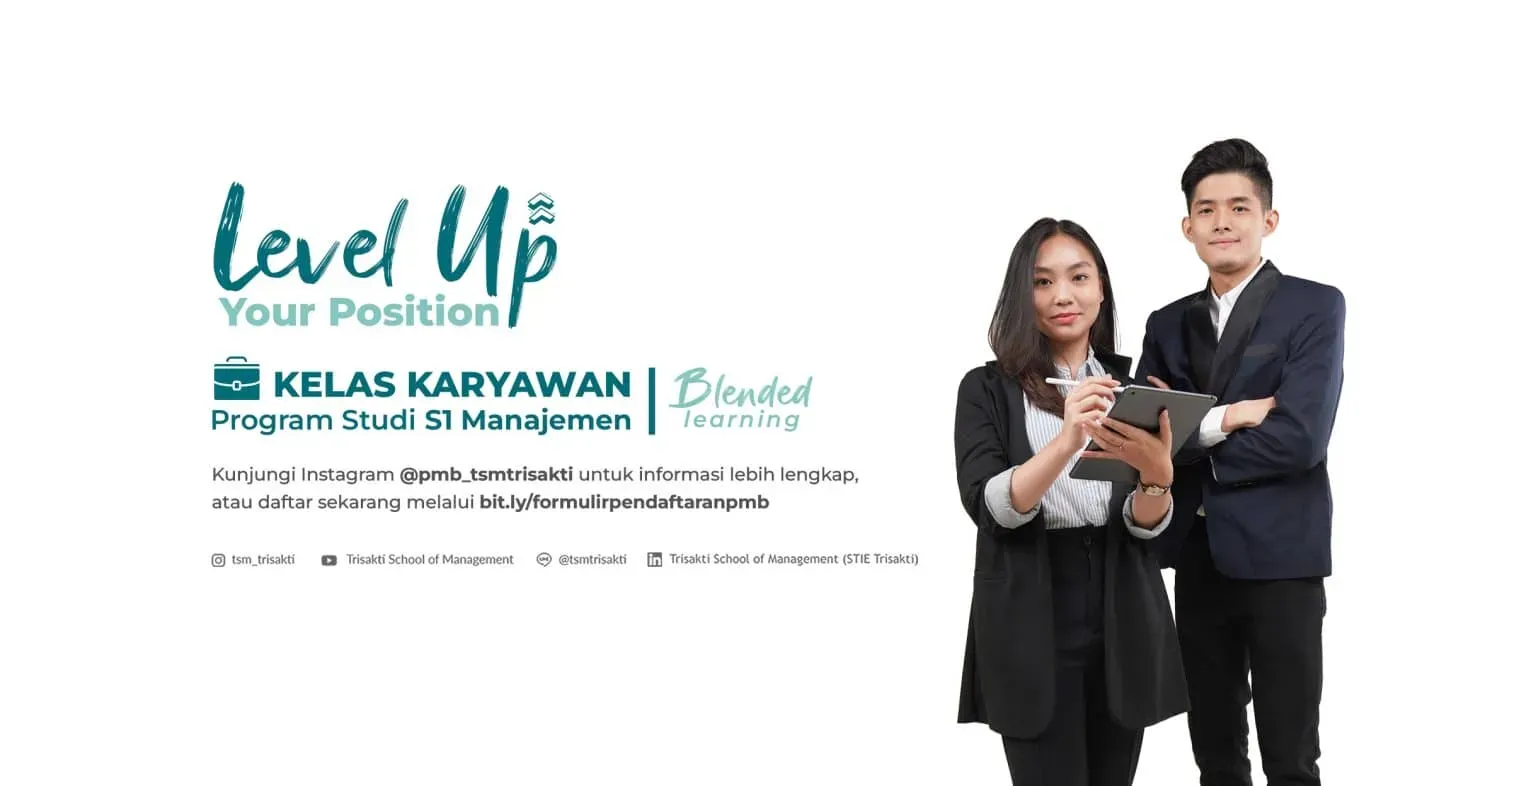 Level Up
Your Position
KELAS KARYAWAN
Program Studi S1 Manajemen
Blended
learning
Kunjungi Instagram @pmb_tsmtrisakti untuk informasi lebih lengkap,
atau daftar sekarang melalui bit.ly/formulirpendaftaranpmb
tsm_trisakti Trisakti School of Management @tsmtrisakti Trisakti School of Management (STIE Trisakti)